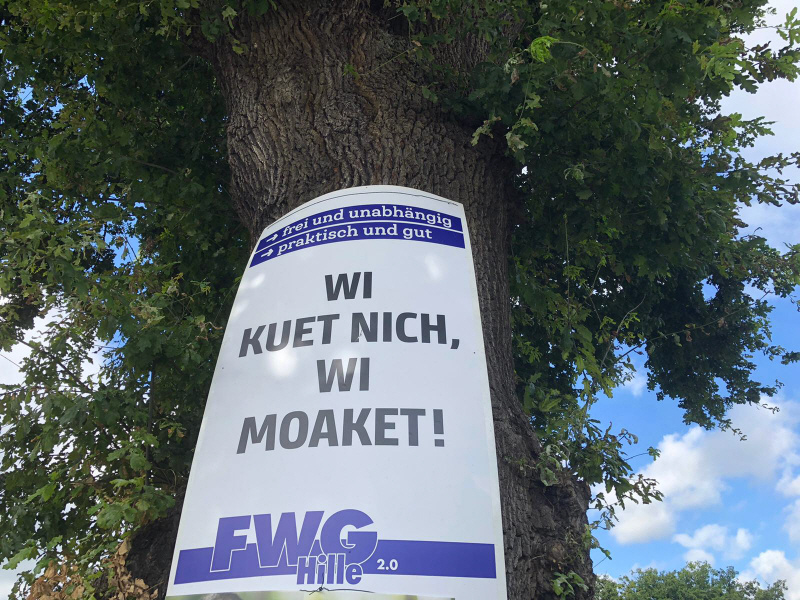 → frei und unabhängig
→ praktisch und gut
WI
KUET NICH,
WI
MOAKET!
FWG
Hille 2.0